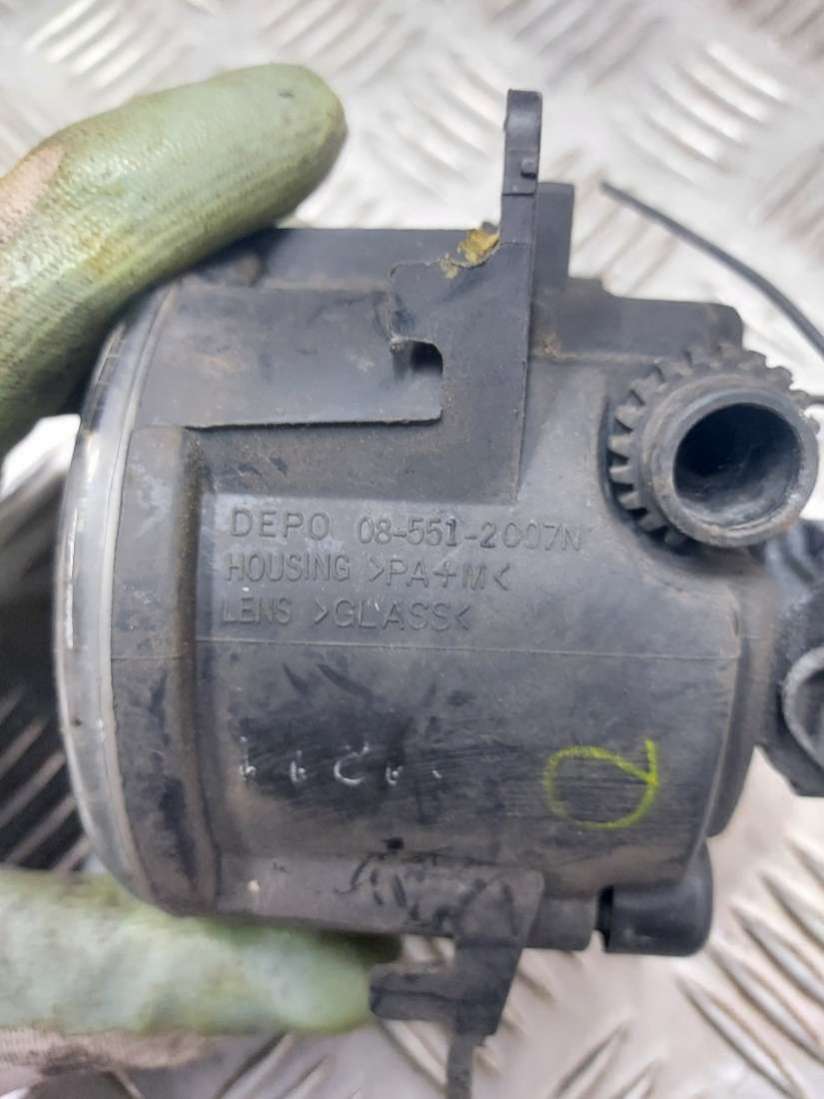 DEPO 08-551-2007N
HOUSING >PA+M<
LENS >GLASS<